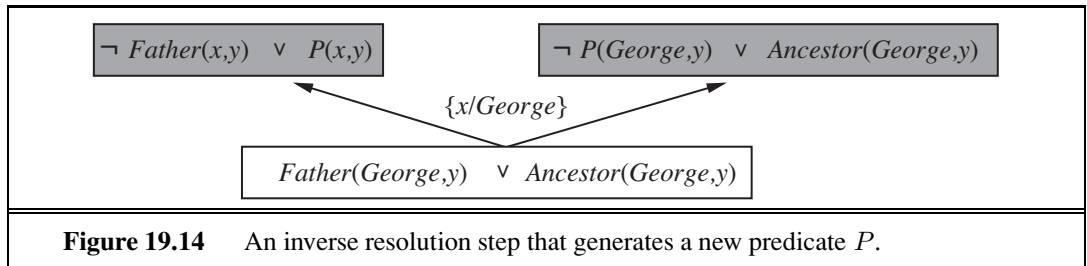 ¬ Father(x,y) ∨ P(x,y)
¬ P(George,y) ∨ Ancestor(George,y)
{x/George}
Father(George,y) ∨ Ancestor(George,y)
Figure 19.14 An inverse resolution step that generates a new predicate P.